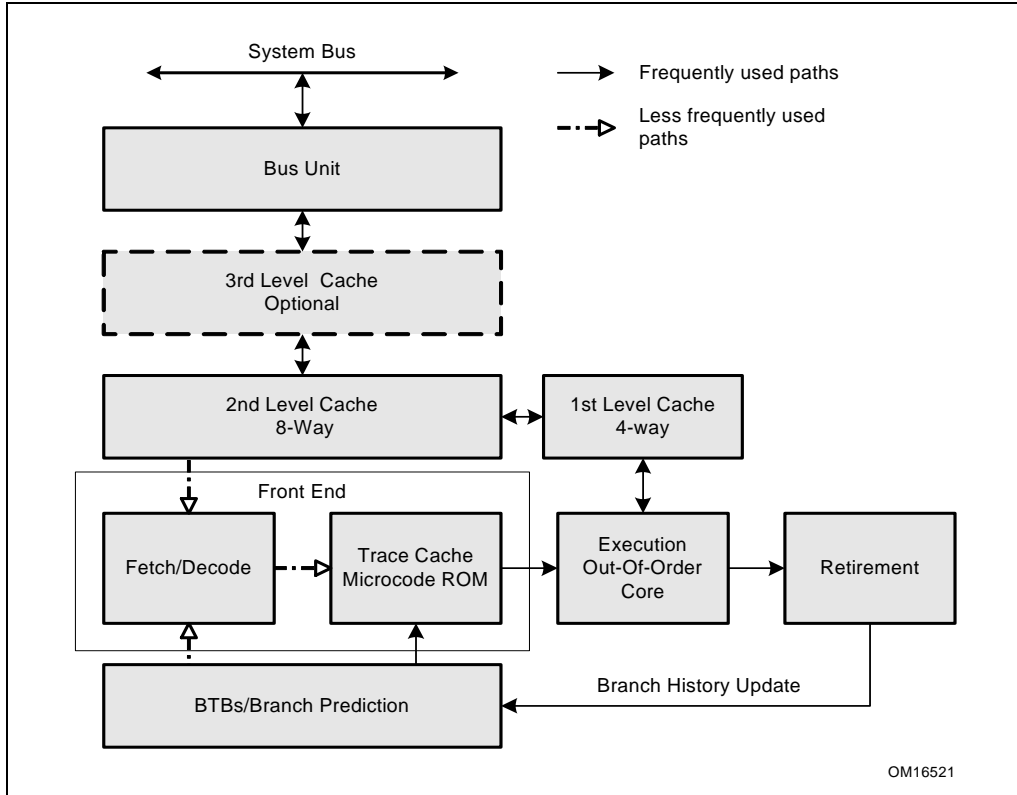 System Bus
Frequently used paths
Less frequently used
paths
Bus Unit
3rd Level Cache
Optional
2nd Level Cache
8-Way
1st Level Cache
4-way
Front End
Fetch/Decode
Trace Cache
Microcode ROM
Execution
Out-Of-Order
Core
Retirement
BTBs/Branch Prediction
Branch History Update
OM16521